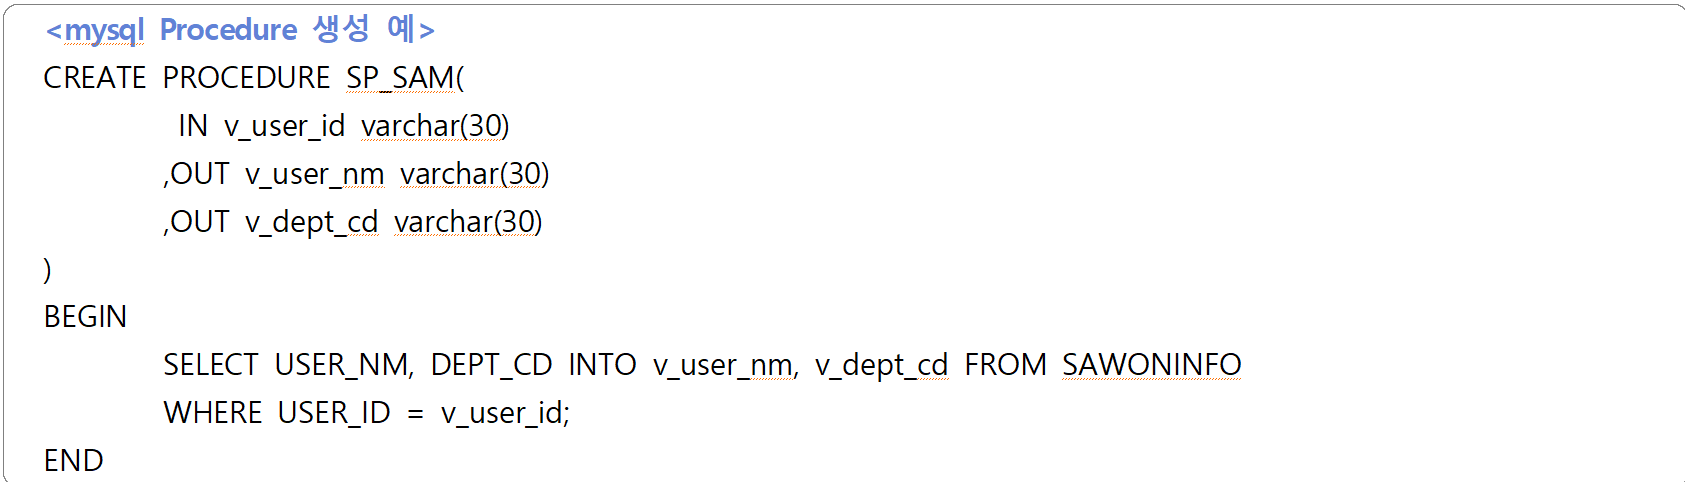 <mysql Procedure 생성 예>
CREATE PROCEDURE SP_SAM(
IN v_user_id varchar(30)
,OUT v_user_nm varchar(30)
,OUT v_dept_cd varchar(30)
)
BEGIN
SELECT USER_NM, DEPT_CD INTO v_user_nm, v_dept_cd FROM SAWONINFO
WHERE USER_ID = v_user_id;
END